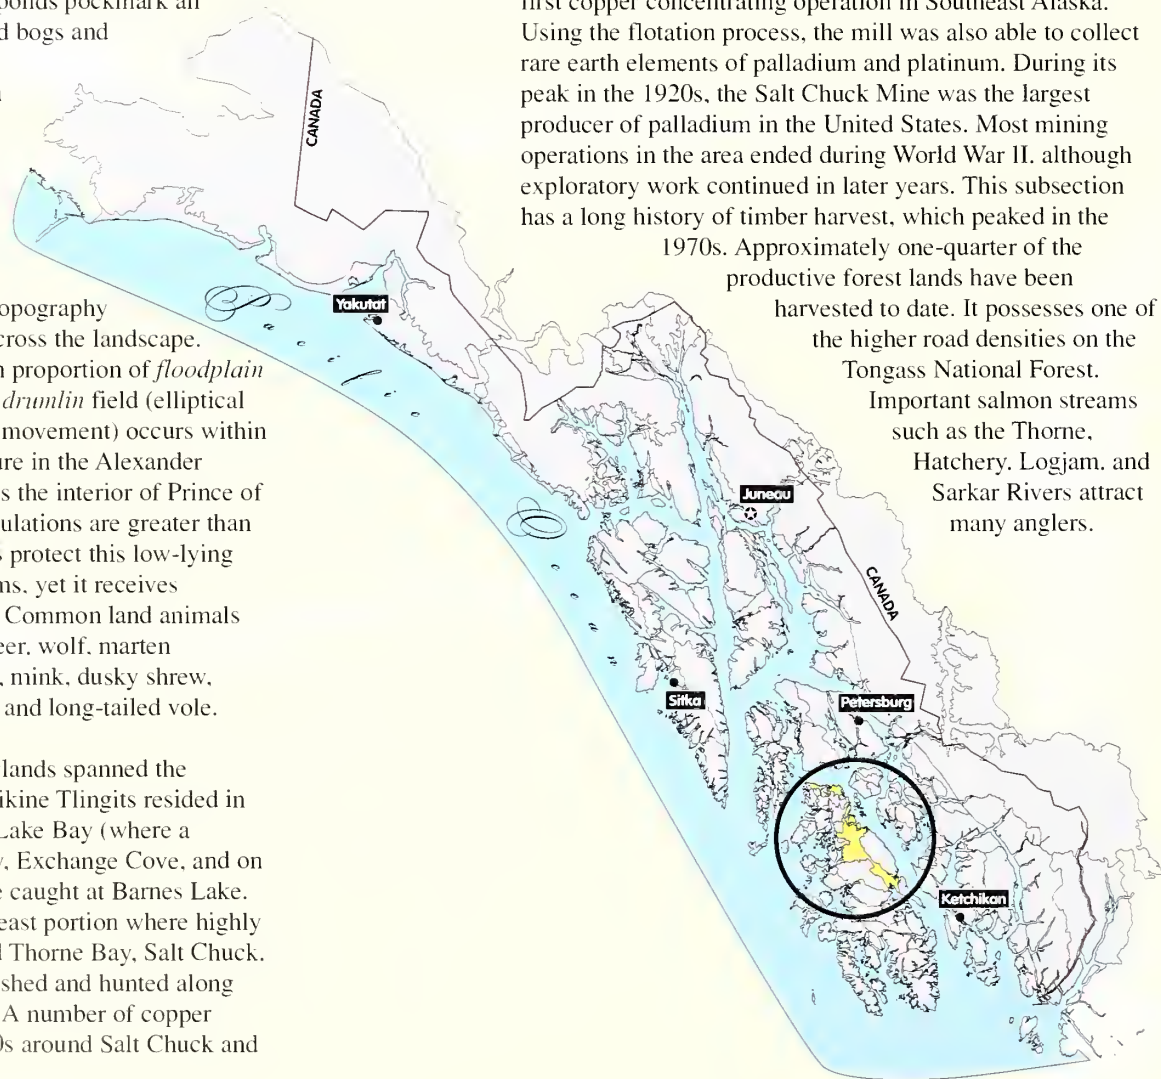 ponds pockmark an
d bogs and
opography
cross the landscape.
n proportion of floodplain
drumlin field (elliptical
movement) occurs within
ure in the Alexander
s the interior of Prince of
ulations are greater than
s protect this low-lying
ms, yet it receives
Common land animals
eer, wolf, marten
, mink, dusky shrew,
and long-tailed vole.
lands spanned the
ikine Tlingits resided in
Lake Bay (where a
y, Exchange Cove, and on
e caught at Barnes Lake.
east portion where highly
d Thorne Bay, Salt Chuck.
shed and hunted along
A number of copper
0s around Salt Chuck and
first copper concentrating operation in Southeast Alaska.
Using the flotation process, the mill was also able to collect
rare earth elements of palladium and platinum. During its
peak in the 1920s, the Salt Chuck Mine was the largest
producer of palladium in the United States. Most mining
operations in the area ended during World War II, although
exploratory work continued in later years. This subsection
has a long history of timber harvest, which peaked in the
1970s. Approximately one-quarter of the
productive forest lands have been
harvested to date. It possesses one of
the higher road densities on the
Tongass National Forest.
Important salmon streams
such as the Thorne,
Hatchery, Logjam, and
Sarkar Rivers attract
many anglers.
CANADA
Yakutat
Pacific
Ocean
Juneau
CANADA
Sitka
Petersburg
Ketchikan